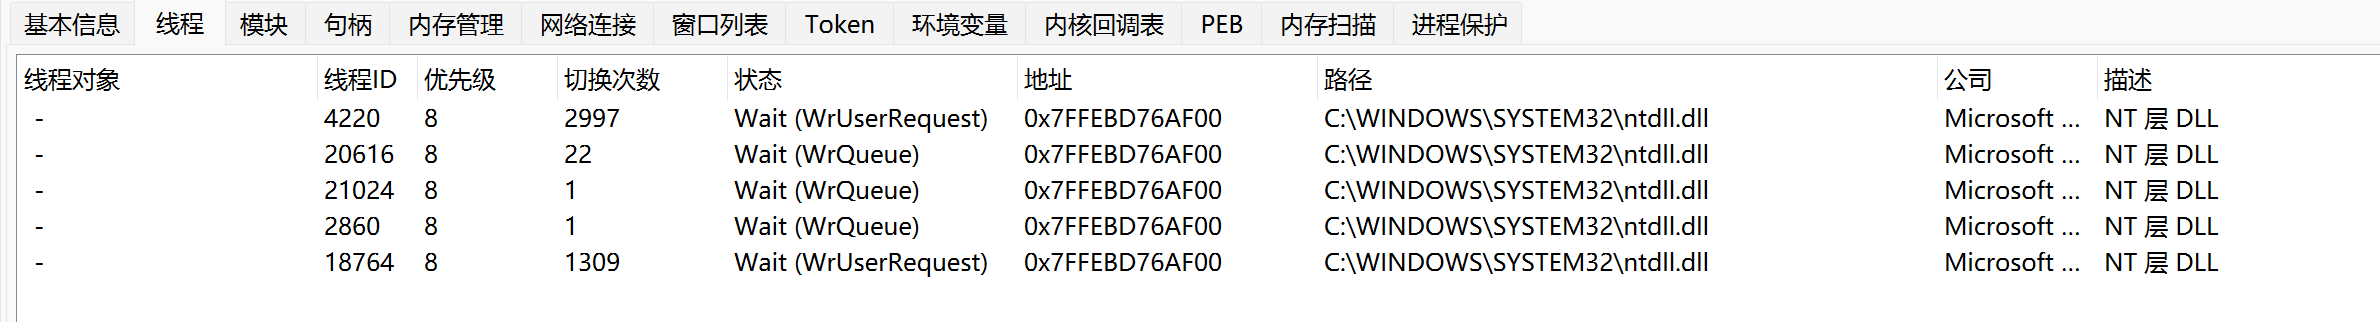 基本信息 线程 模块 句柄 内存管理 网络连接 窗口列表 Token 环境变量 内核回调表 PEB 内存扫描 进程保护
线程对象 线程ID 优先级 切换次数 状态 地址 路径 公司 描述
- 4220 8 2997 Wait (WrUserRequest) 0x7FFEBD76AF00 C:\WINDOWS\SYSTEM32\ntdll.dll Microsoft ... NT 层 DLL
- 20616 8 22 Wait (WrQueue) 0x7FFEBD76AF00 C:\WINDOWS\SYSTEM32\ntdll.dll Microsoft ... NT 层 DLL
- 21024 8 1 Wait (WrQueue) 0x7FFEBD76AF00 C:\WINDOWS\SYSTEM32\ntdll.dll Microsoft ... NT 层 DLL
- 2860 8 1 Wait (WrQueue) 0x7FFEBD76AF00 C:\WINDOWS\SYSTEM32\ntdll.dll Microsoft ... NT 层 DLL
- 18764 8 1309 Wait (WrUserRequest) 0x7FFEBD76AF00 C:\WINDOWS\SYSTEM32\ntdll.dll Microsoft ... NT 层 DLL